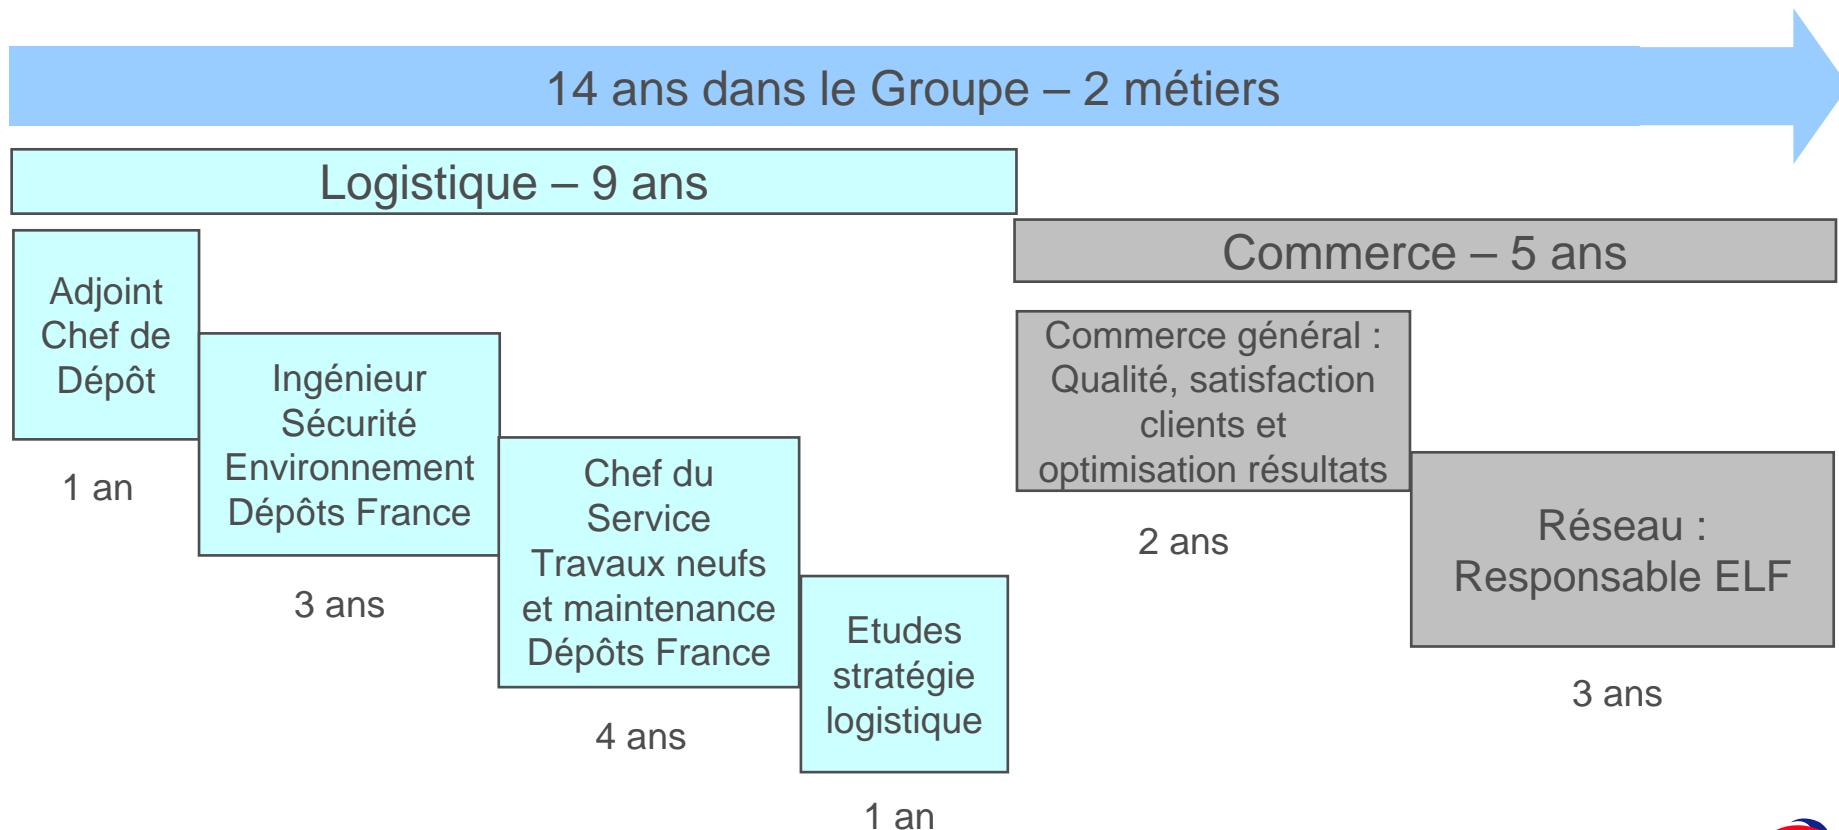 14 ans dans le Groupe – 2 métiers
Logistique – 9 ans
Commerce – 5 ans
Adjoint
Chef de
Dépôt
1 an
Ingénieur
Sécurité
Environnement
Dépôts France
3 ans
Chef du
Service
Travaux neufs
et maintenance
Dépôts France
4 ans
Etudes
stratégie
logistique
1 an
Commerce général :
Qualité, satisfaction
clients et
optimisation résultats
2 ans
Réseau :
Responsable ELF
3 ans